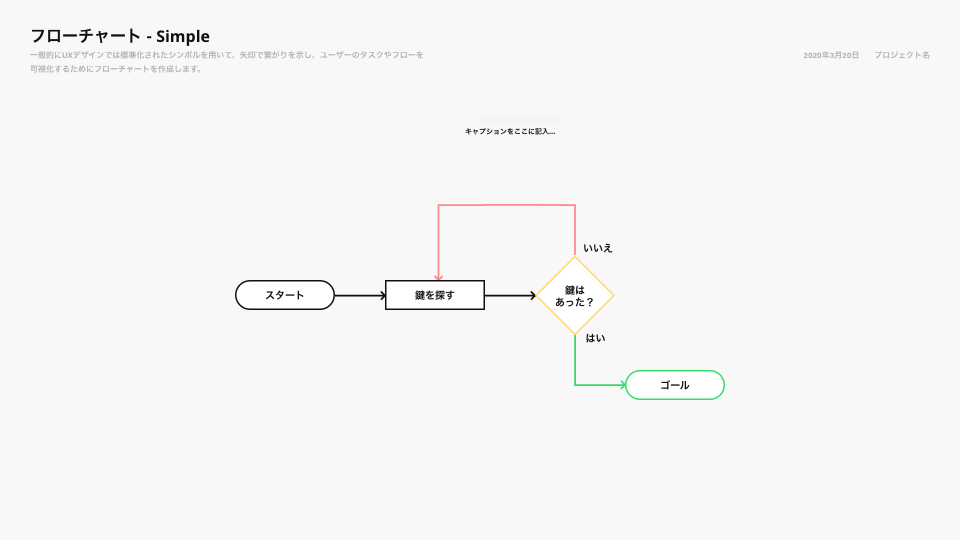 フローチャート - Simple
一般的にUXデザインでは標準化されたシンボルを用いて、矢印で繋がりを示し、ユーザーのタスクやフローを
可視化するためにフローチャートを作成します。
2020年3月20日 プロジェクト名
キャプションをここに記入...
いいえ
スタート
鍵を探す
鍵は
あった？
はい
ゴール